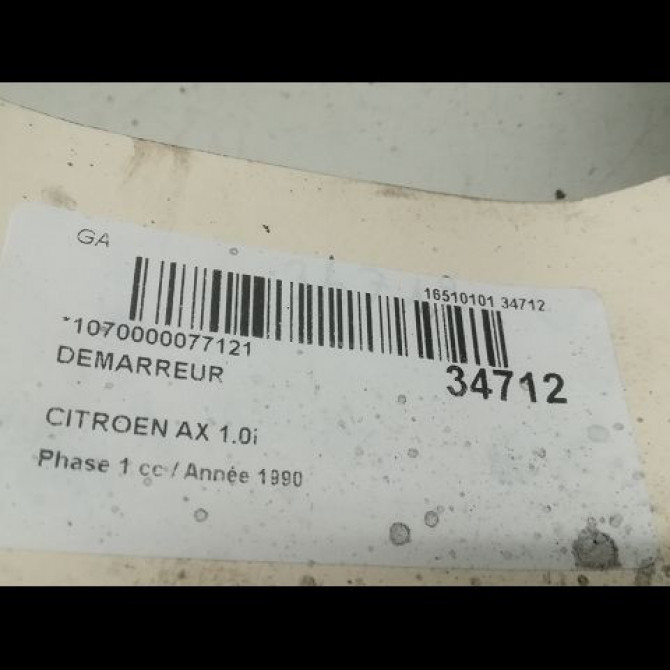 GA
16510101 34712
*1070000077121
34712
DEMARREUR
CITROEN AX 1.0i
Phase 1 cc / Année 1990